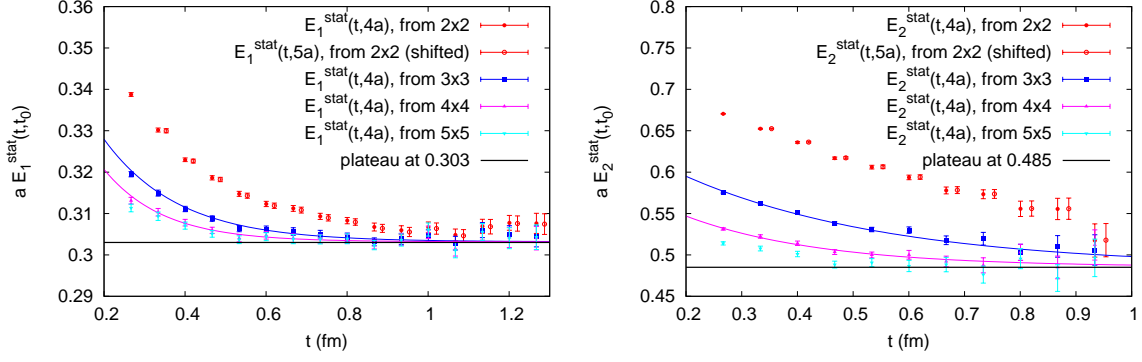 a E₁ˢᵗᵃᵗ(t,t₀)
0.36
0.35
0.34
0.33
0.32
0.31
0.3
0.29
E₁ˢᵗᵃᵗ(t,4a), from 2x2
E₁ˢᵗᵃᵗ(t,5a), from 2x2 (shifted)
E₁ˢᵗᵃᵗ(t,4a), from 3x3
E₁ˢᵗᵃᵗ(t,4a), from 4x4
E₁ˢᵗᵃᵗ(t,4a), from 5x5
plateau at 0.303
0.2 0.4 0.6 0.8 1 1.2
t (fm)
a E₂ˢᵗᵃᵗ(t,t₀)
0.8
0.75
0.7
0.65
0.6
0.55
0.5
0.45
E₂ˢᵗᵃᵗ(t,4a), from 2x2
E₂ˢᵗᵃᵗ(t,5a), from 2x2 (shifted)
E₂ˢᵗᵃᵗ(t,4a), from 3x3
E₂ˢᵗᵃᵗ(t,4a), from 4x4
E₂ˢᵗᵃᵗ(t,4a), from 5x5
plateau at 0.485
0.2 0.3 0.4 0.5 0.6 0.7 0.8 0.9 1
t (fm)